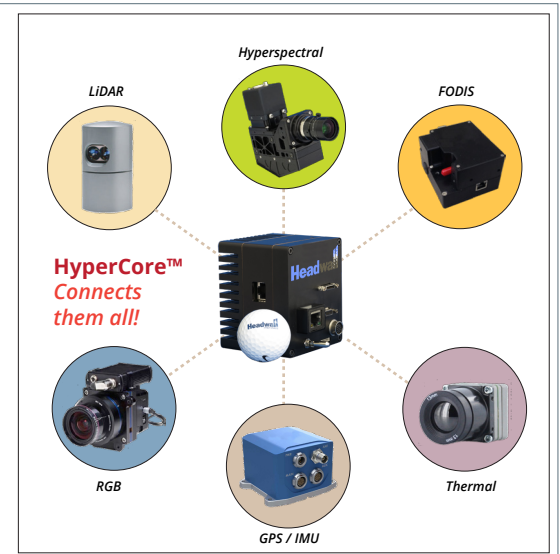 Hyperspectral
LiDAR
FODIS
HyperCore™
Connects
them all!
Headwall
Headwall
RGB
Thermal
GPS / IMU